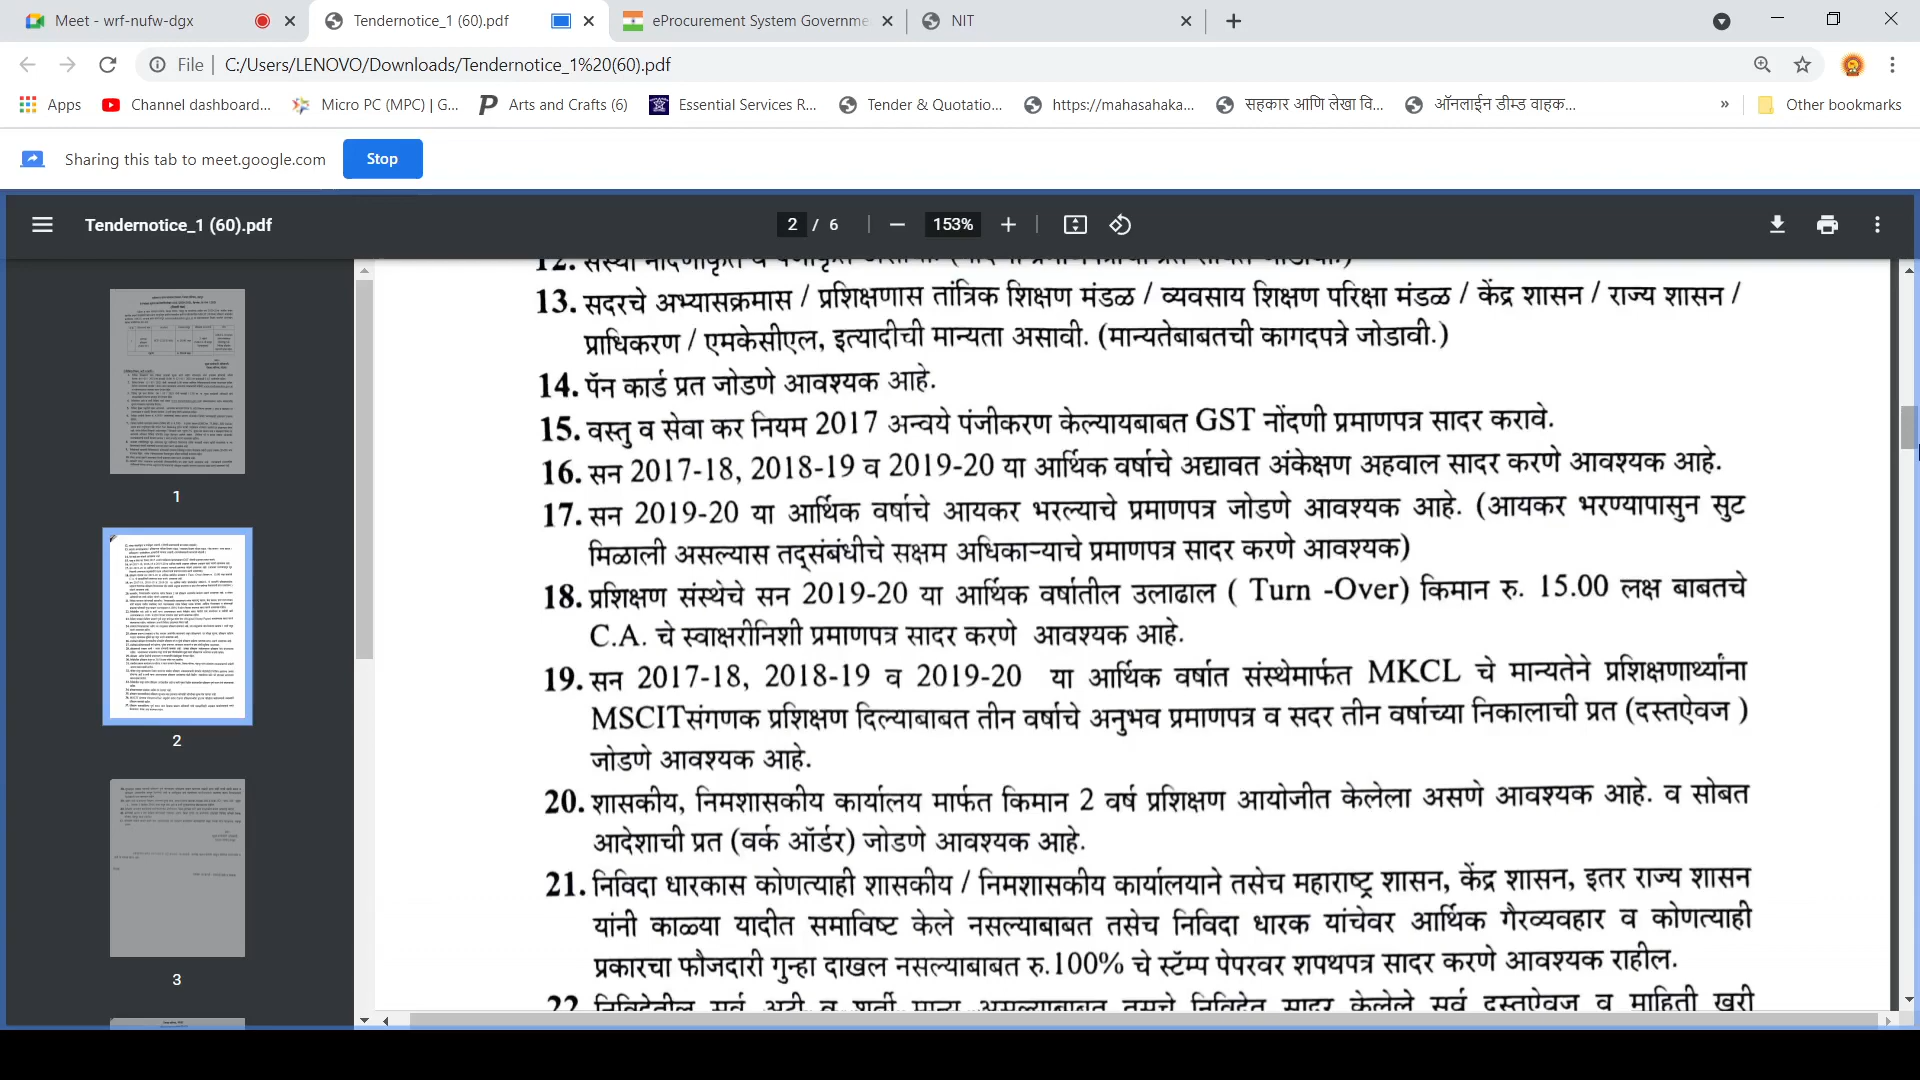 Meet - wrf-nufw-dgx
Tendernotice_1 (60).pdf
eProcurement System Governme
NIT
File
C:/Users/LENOVO/Downloads/Tendernotice_1%20(60).pdf
Apps
Channel dashboard...
Micro PC (MPC) | G...
Arts and Crafts (6)
Essential Services R...
Tender & Quotatio...
https://mahasahaka...
सहकार आणि लेखा वि...
ऑनलाईन डीम्ड वाहक...
»
Other bookmarks
Sharing this tab to meet.google.com
Stop
Tendernotice_1 (60).pdf
2 / 6
153%
1
2
3
13. सदरचे अभ्यासक्रमास / प्रशिक्षणास तांत्रिक शिक्षण मंडळ / व्यवसाय शिक्षण परिक्षा मंडळ / केंद्र शासन / राज्य शासन /
प्राधिकरण / एमकेसीएल, इत्यादीची मान्यता असावी. (मान्यतेबाबतची कागदपत्रे जोडावी.)
14. पॅन कार्ड प्रत जोडणे आवश्यक आहे.
15. वस्तु व सेवा कर नियम 2017 अन्वये पंजीकरण केल्यायबाबत GST नोंदणी प्रमाणपत्र सादर करावे.
16. सन 2017-18, 2018-19 व 2019-20 या आर्थिक वर्षाचे अद्यावत अंकेक्षण अहवाल सादर करणे आवश्यक आहे.
17. सन 2019-20 या आर्थिक वर्षाचे आयकर भरल्याचे प्रमाणपत्र जोडणे आवश्यक आहे. (आयकर भरण्यापासुन सुट
मिळाली असल्यास तद्संबंधीचे सक्षम अधिकाऱ्याचे प्रमाणपत्र सादर करणे आवश्यक)
18. प्रशिक्षण संस्थेचे सन 2019-20 या आर्थिक वर्षातील उलाढाल ( Turn -Over) किमान रु. 15.00 लक्ष बाबतचे
C.A. चे स्वाक्षरीनिशी प्रमाणपत्र सादर करणे आवश्यक आहे.
19. सन 2017-18, 2018-19 व 2019-20 या आर्थिक वर्षात संस्थेमार्फत MKCL चे मान्यतेने प्रशिक्षणार्थ्यांना
MSCITसंगणक प्रशिक्षण दिल्याबाबत तीन वर्षाचे अनुभव प्रमाणपत्र व सदर तीन वर्षाच्या निकालाची प्रत (दस्तऐवज )
जोडणे आवश्यक आहे.
20. शासकीय, निमशासकीय कार्यालय मार्फत किमान 2 वर्ष प्रशिक्षण आयोजीत केलेला असणे आवश्यक आहे. व सोबत
आदेशाची प्रत (वर्क ऑर्डर) जोडणे आवश्यक आहे.
21. निविदा धारकास कोणत्याही शासकीय / निमशासकीय कार्यालयाने तसेच महाराष्ट्र शासन, केंद्र शासन, इतर राज्य शासन
यांनी काळ्या यादीत समाविष्ट केले नसल्याबाबत तसेच निविदा धारक यांचेवर आर्थिक गैरव्यवहार व कोणत्याही
प्रकारचा फौजदारी गुन्हा दाखल नसल्याबाबत रु.100% चे स्टॅम्प पेपरवर शपथपत्र सादर करणे आवश्यक राहील.
22 निविदेतील सर्व अटी व शर्ती मान्य असल्याबाबत तसचे निविदेत सादर केलेले सर्व दस्तऐवज व माहिती खरी